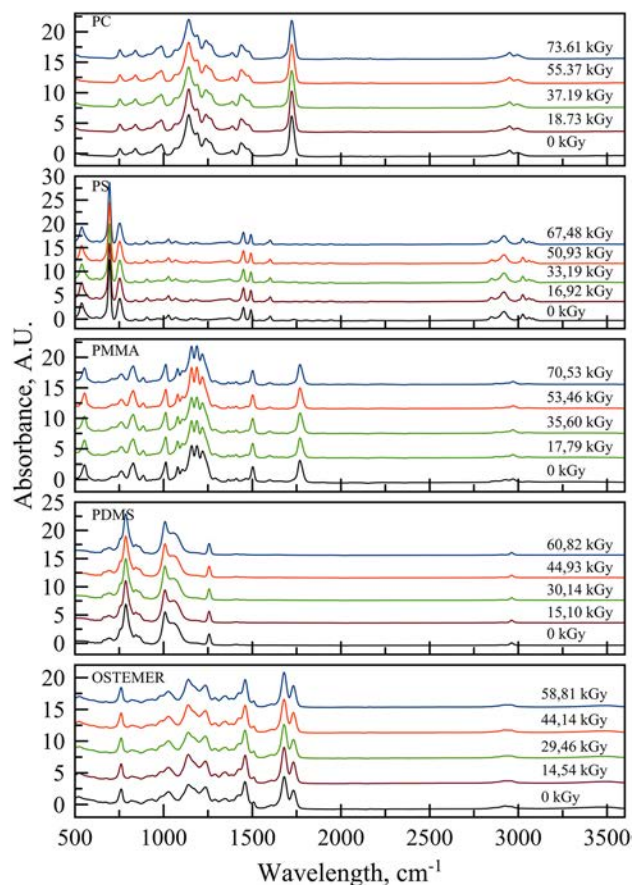 PC
20
15
10
5
0
73.61 kGy
55.37 kGy
37.19 kGy
18.73 kGy
0 kGy
PS
30
25
20
15
10
5
0
67,48 kGy
50,93 kGy
33,19 kGy
16,92 kGy
0 kGy
Absorbance, A.U.
PMMA
20
15
10
5
0
70,53 kGy
53,46 kGy
35,60 kGy
17,79 kGy
0 kGy
PDMS
25
20
15
10
5
0
60,82 kGy
44,93 kGy
30,14 kGy
15,10 kGy
0 kGy
OSTEMER
20
15
10
5
0
58,81 kGy
44,14 kGy
29,46 kGy
14,54 kGy
0 kGy
500 1000 1500 2000 2500 3000 3500
Wavelength, cm⁻¹